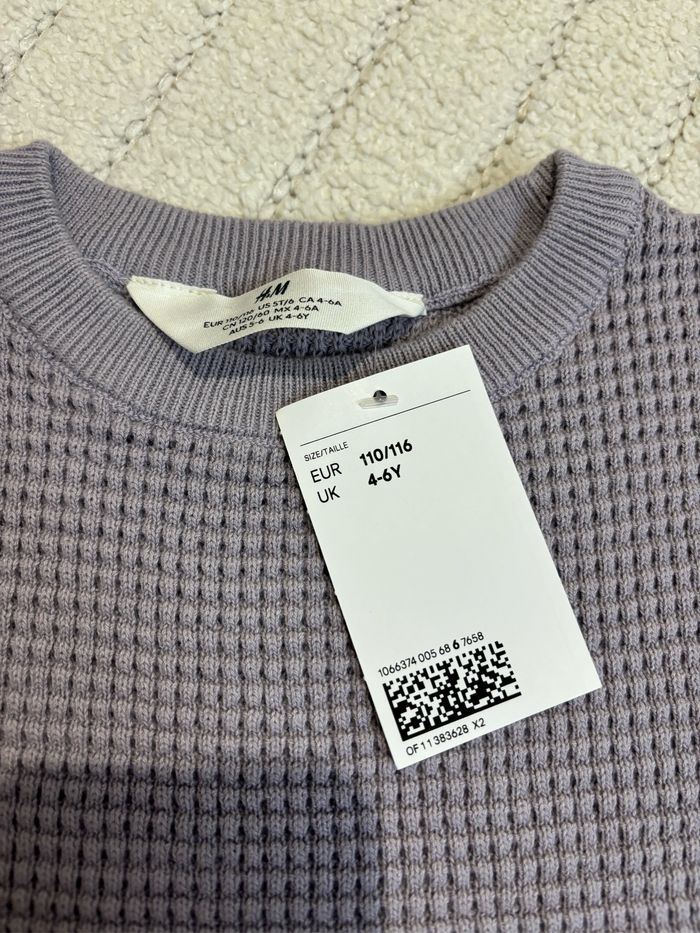 H&M
EUR 110/116 US 5T/6 CA 4-6A
CN 120/60 MX 4-6A
AUS 5-6 UK 4-6Y
SIZE/TAILLE
EUR 110/116
UK 4-6Y
1066374 005 68 6 7658
OF 11 383628 X2